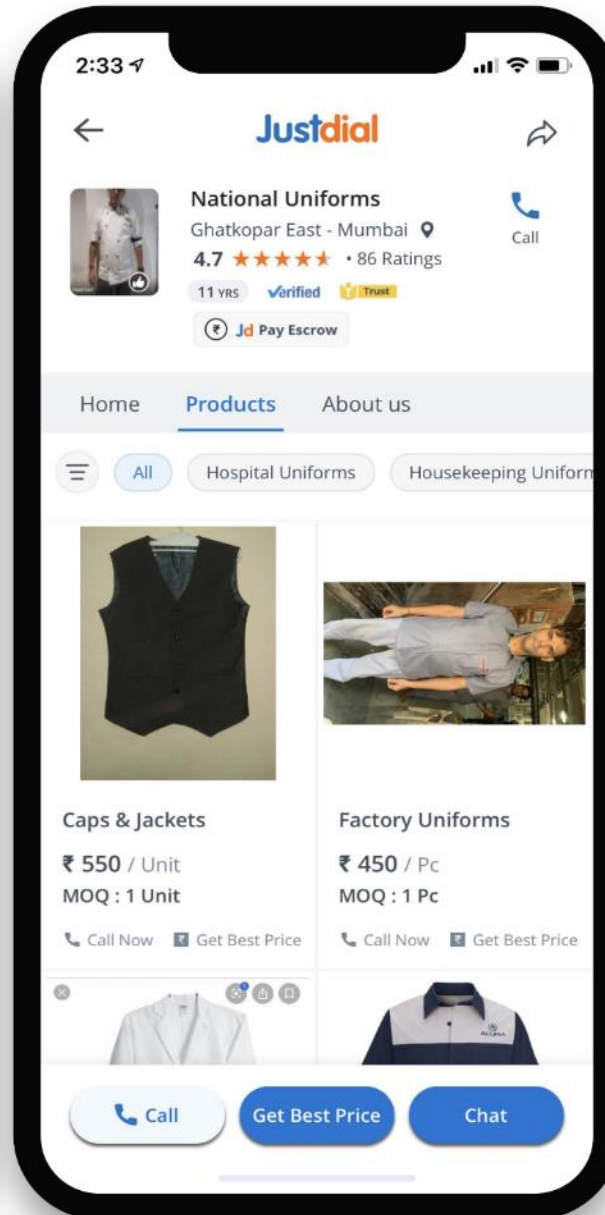 2:33
Justdial
National Uniforms
Ghatkopar East - Mumbai
Call
4.7 ★★★★★ • 86 Ratings
11 YRS Verified Trust
Jd Pay Escrow
Home Products About us
All Hospital Uniforms Housekeeping Uniform
Caps & Jackets
₹ 550 / Unit
MOQ : 1 Unit
Call Now Get Best Price
Factory Uniforms
₹ 450 / Pc
MOQ : 1 Pc
Call Now Get Best Price
ACURA
Call Get Best Price Chat